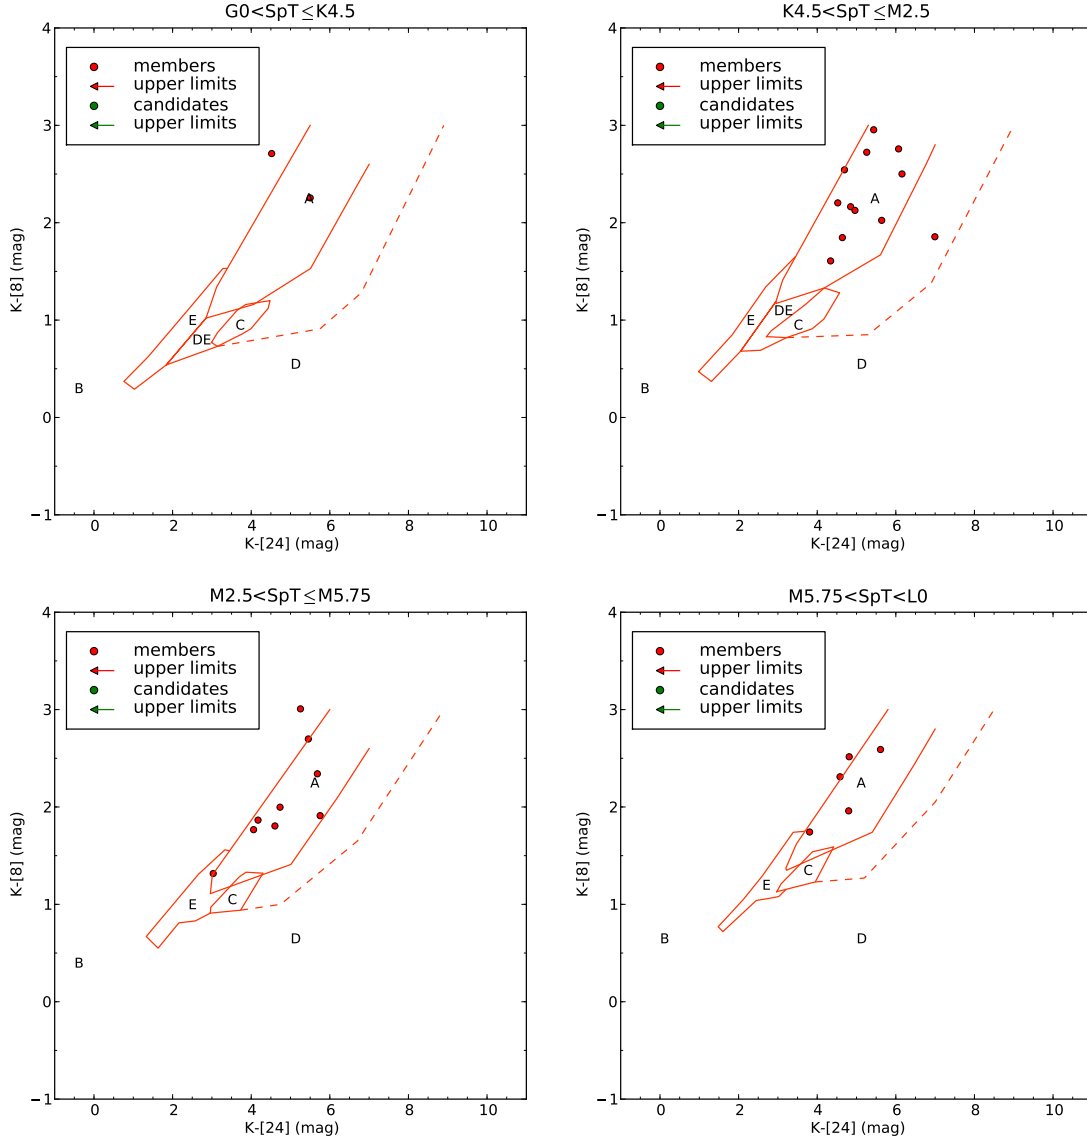 G0<SpT≤K4.5
4
3
2
1
0
−1
K-[8] (mag)
members
upper limits
candidates
upper limits
A
E
DE
C
B
D
0 2 4 6 8 10
K-[24] (mag)
K4.5<SpT≤M2.5
4
3
2
1
0
−1
K-[8] (mag)
members
upper limits
candidates
upper limits
A
DE
E
C
B
D
0 2 4 6 8 10
K-[24] (mag)
M2.5<SpT≤M5.75
4
3
2
1
0
−1
K-[8] (mag)
members
upper limits
candidates
upper limits
A
E
C
D
B
0 2 4 6 8 10
K-[24] (mag)
M5.75<SpT<L0
4
3
2
1
0
−1
K-[8] (mag)
members
upper limits
candidates
upper limits
A
C
E
B
D
0 2 4 6 8 10
K-[24] (mag)